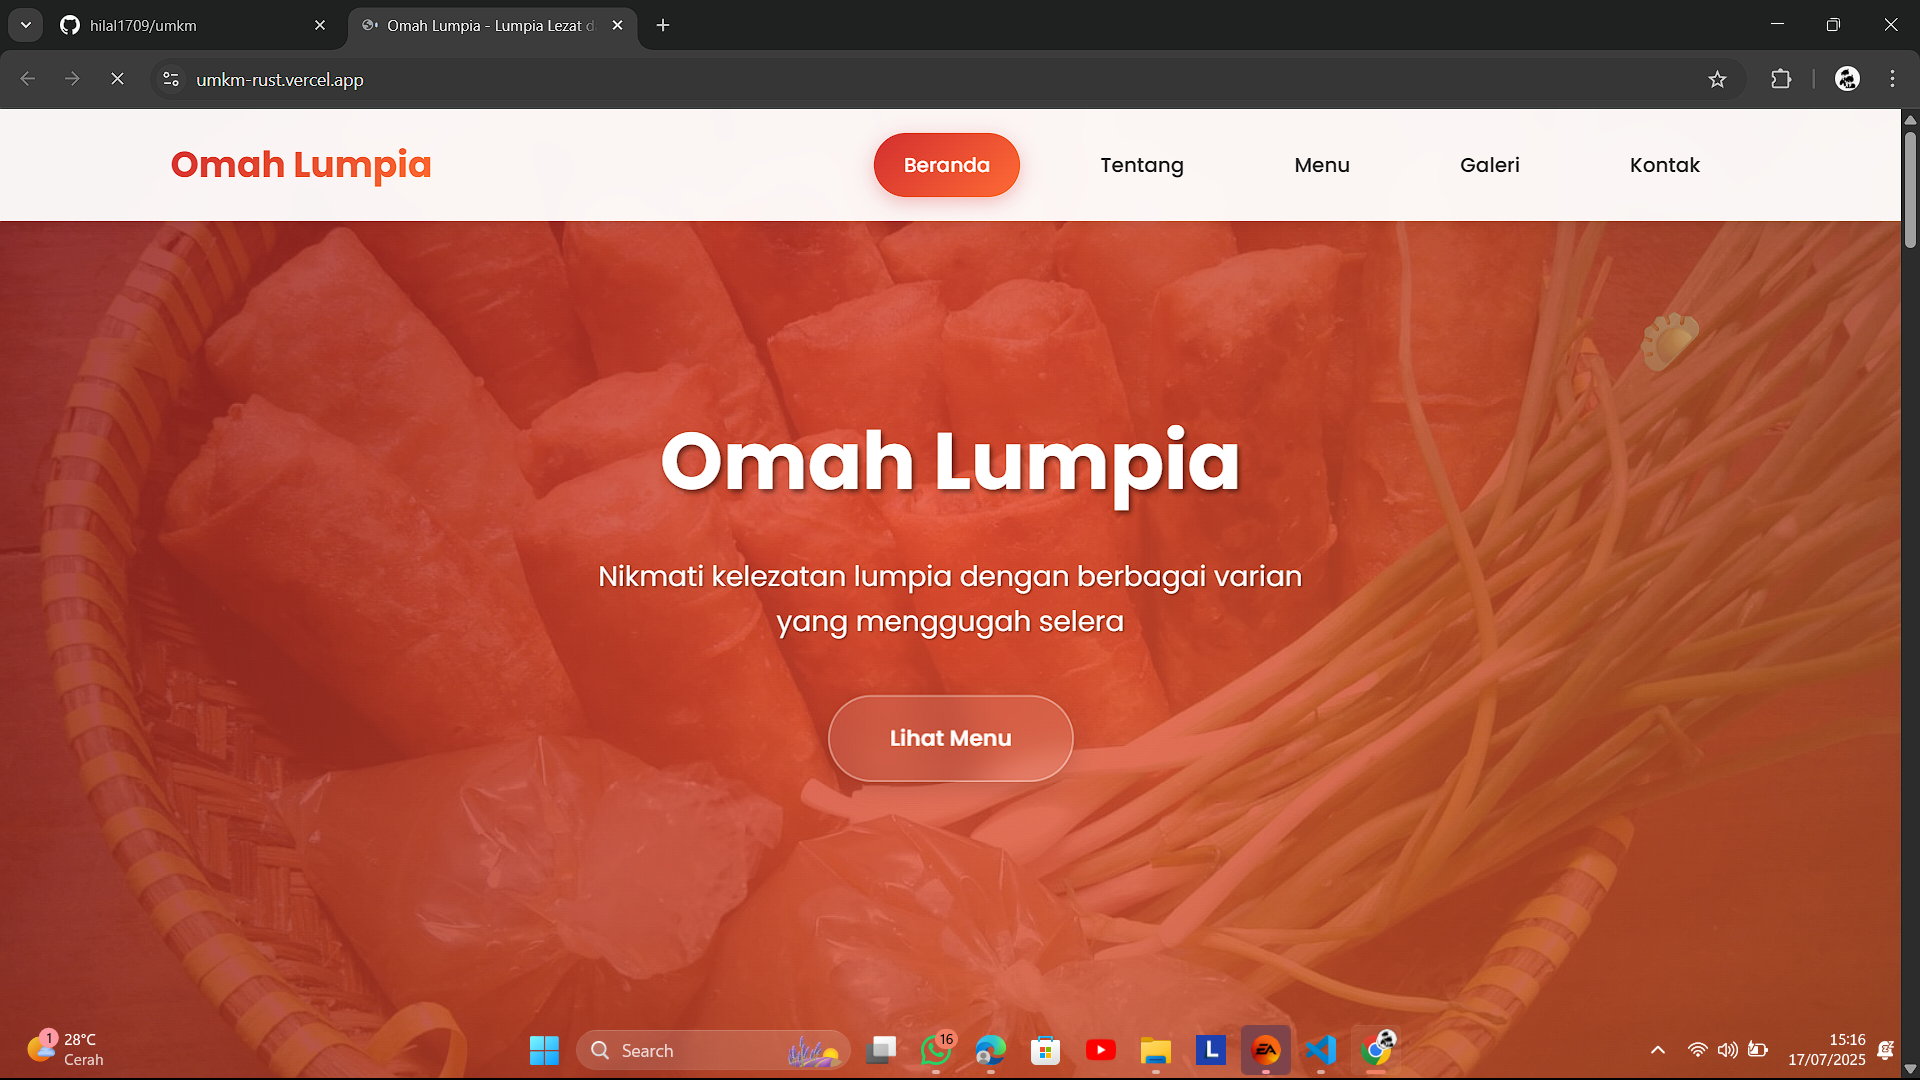 hilal1709/umkm
Omah Lumpia - Lumpia Lezat d
umkm-rust.vercel.app
Omah Lumpia
Beranda
Tentang
Menu
Galeri
Kontak
Omah Lumpia
Nikmati kelezatan lumpia dengan berbagai varian
yang menggugah selera
Lihat Menu
1
28°C
Cerah
Search
16
L
EA
15:16
17/07/2025